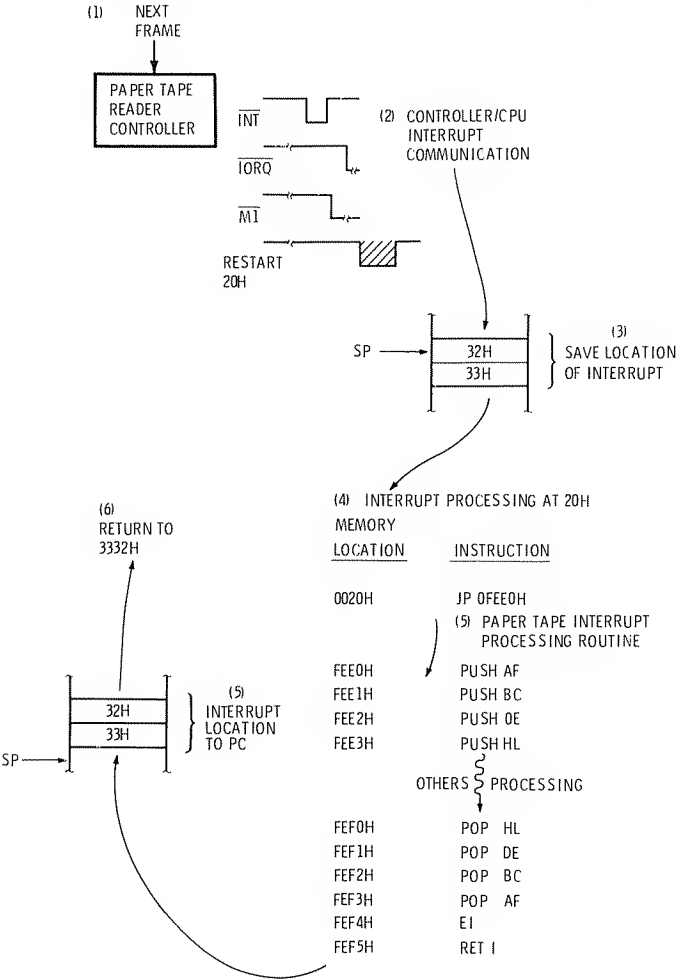 (1) NEXT
FRAME
PAPER TAPE
READER
CONTROLLER
INT
IORQ
M1
RESTART
20H
(2) CONTROLLER/CPU
INTERRUPT
COMMUNICATION
SP
32H
33H
(3)
SAVE LOCATION
OF INTERRUPT
(4) INTERRUPT PROCESSING AT 20H
MEMORY
LOCATION INSTRUCTION
0020H JP 0FEE0H
(5) PAPER TAPE INTERRUPT
PROCESSING ROUTINE
FEE0H PUSH AF
FEE1H PUSH BC
FEE2H PUSH 0E
FEE3H PUSH HL
OTHERS PROCESSING
FEF0H POP HL
FEF1H POP DE
FEF2H POP BC
FEF3H POP AF
FEF4H EI
FEF5H RET I
(5)
INTERRUPT
LOCATION
TO PC
32H
33H
SP
(6)
RETURN TO
3332H